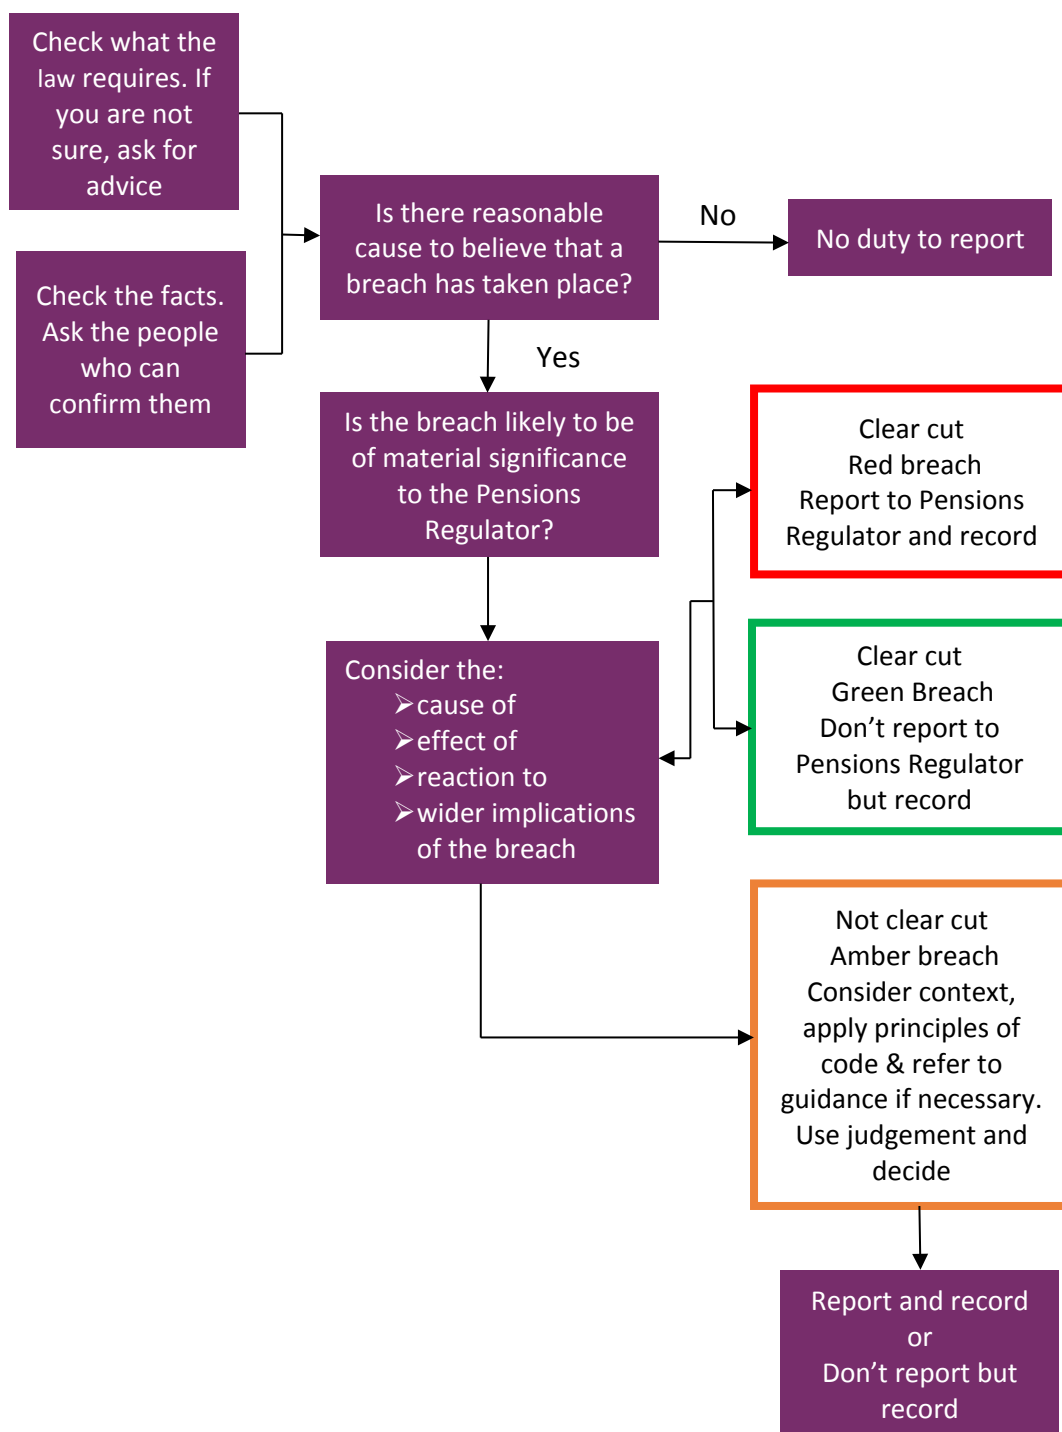 Check what the
law requires. If
you are not
sure, ask for
advice
Check the facts.
Ask the people
who can
confirm them
Is there reasonable
cause to believe that a
breach has taken place?
No
No duty to report
Yes
Is the breach likely to be
of material significance
to the Pensions
Regulator?
Clear cut
Red breach
Report to Pensions
Regulator and record
Consider the:
➢cause of
➢effect of
➢reaction to
➢wider implications
of the breach
Clear cut
Green Breach
Don’t report to
Pensions Regulator
but record
Not clear cut
Amber breach
Consider context,
apply principles of
code & refer to
guidance if necessary.
Use judgement and
decide
Report and record
or
Don’t report but
record